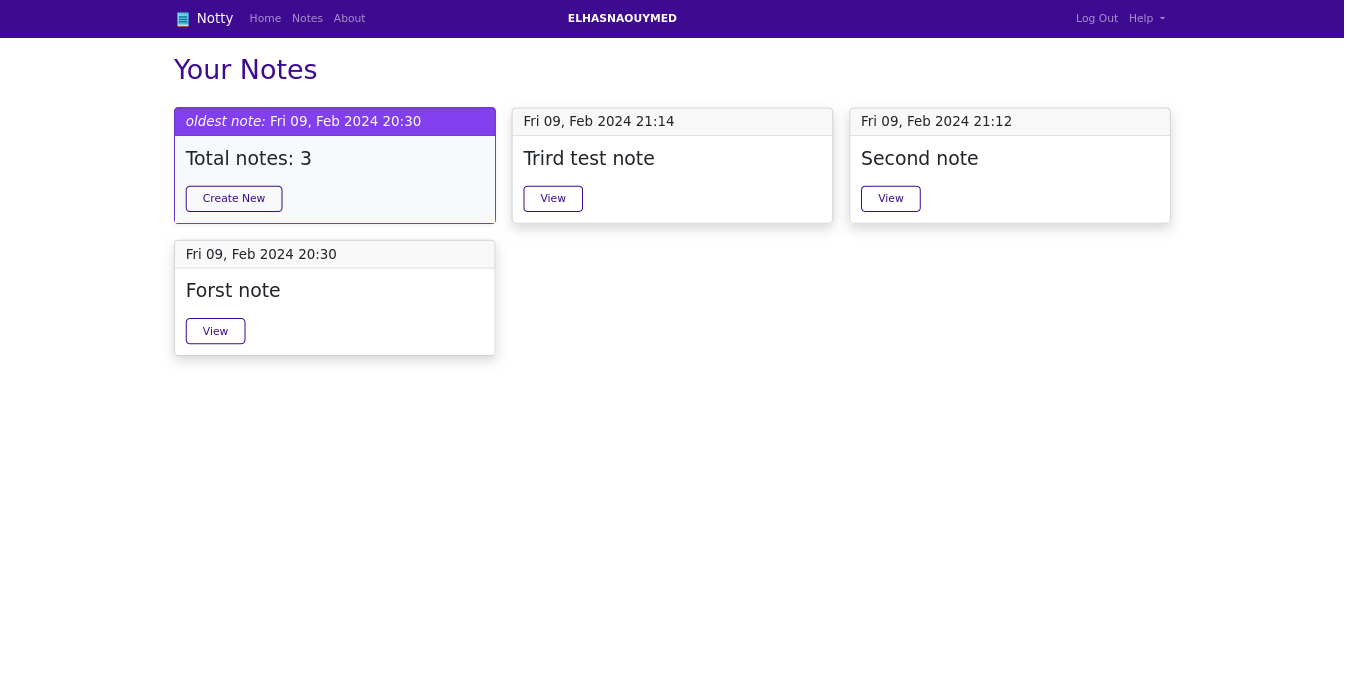 Notty Home Notes About ELHASNAOUYMED Log Out Help
Your Notes
oldest note: Fri 09, Feb 2024 20:30
Total notes: 3
Create New
Fri 09, Feb 2024 21:14
Trird test note
View
Fri 09, Feb 2024 21:12
Second note
View
Fri 09, Feb 2024 20:30
Forst note
View